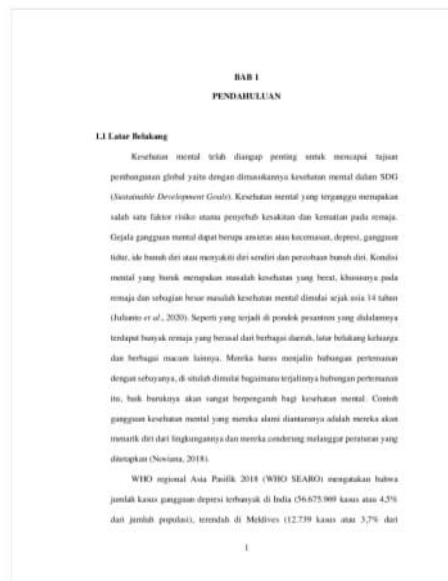 BAB 1
PENDAHULUAN
1.1 Latar Belakang
Kesehatan mental telah diangap penting untuk mencapai tujuan
pembangunan global yaitu dengan dimasukannya kesehatan mental dalam SDG
(Sustainable Development Goals). Kesehatan mental yang terganggu merupakan
salah satu faktor risiko utama penyebab kesakitan dan kematian pada remaja.
Gejala gangguan mental dapat berupa ansietas atau kecemasan, depresi, gangguan
tidur, ide bunuh diri atau menyakiti diri sendiri dan percobaan bunuh diri. Kondisi
mental yang buruk merupakan masalah kesehatan yang berat, khususnya pada
remaja dan sebagian besar masalah kesehatan mental dimulai sejak usia 14 tahun
(Julianto et al., 2020). Seperti yang terjadi di pondok pesantren yang didalamnya
terdapat banyak remaja yang berasal dari berbagai daerah, latar belakang keluarga
dan berbagai macam lainnya. Mereka harus menjalin hubungan pertemanan
dengan sebayanya, di situlah dimulai bagaimana terjalinnya hubungan pertemanan
itu, baik buruknya akan sangat berpengaruh bagi kesehatan mental. Contoh
gangguan kesehatan mental yang mereka alami diantaranya adalah mereka akan
menarik diri dari lingkungannya dan mereka cenderung melanggar peraturan yang
diterapkan (Noviana, 2018).
WHO regional Asia Pasifik 2018 (WHO SEARO) mengatakan bahwa
jumlah kasus gangguan depresi terbanyak di India (56.675.969 kasus atau 4,5%
dari jumlah populasi), terendah di Meldives (12.739 kasus atau 3,7% dari
1